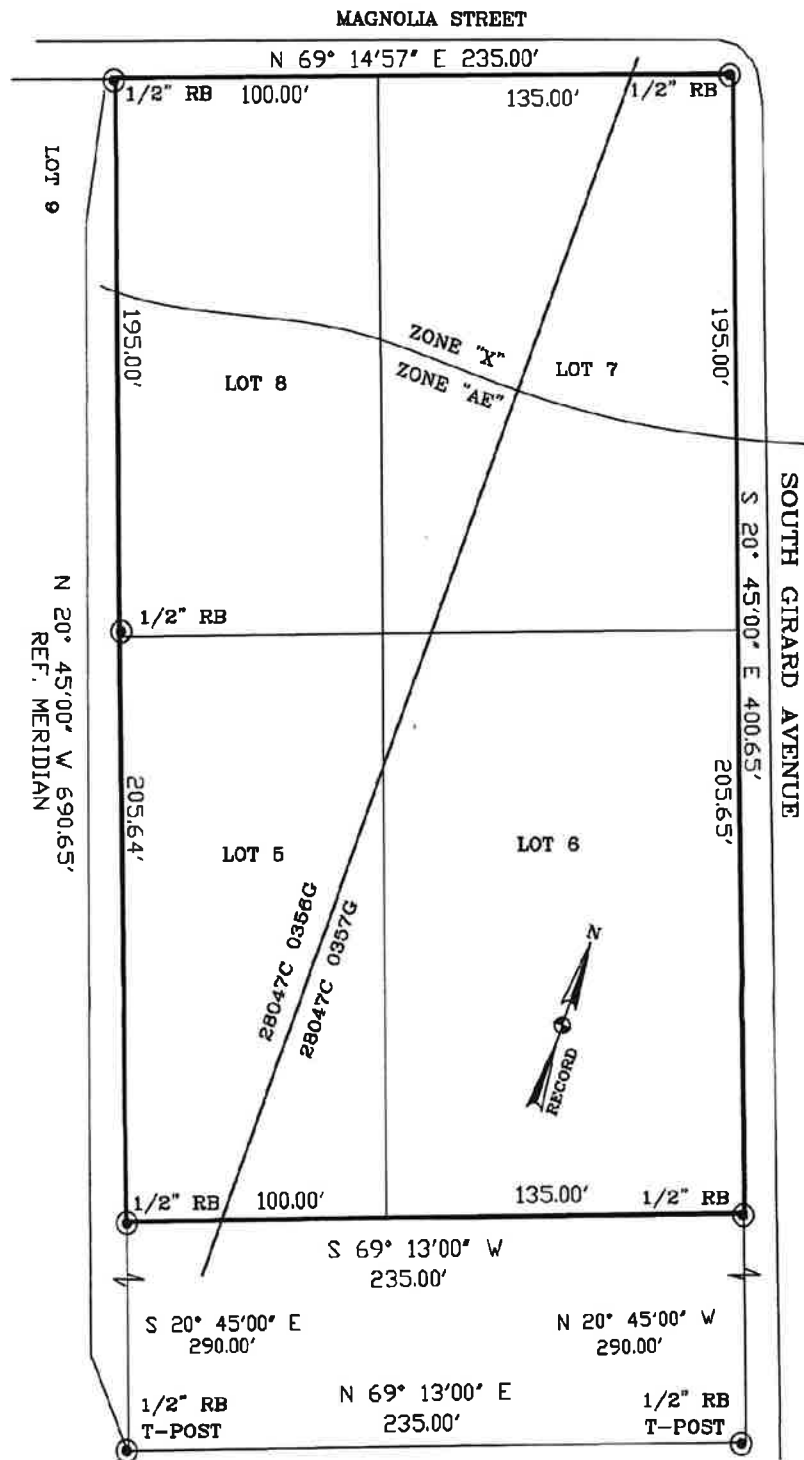 MAGNOLIA STREET
N 69° 14'57" E 235.00'
1/2" RB
100.00'
135.00'
1/2" RB
LOT 9
195.00'
195.00'
ZONE "X"
ZONE "AE"
LOT 7
LOT 8
SOUTH GIRARD AVENUE
S 20° 45'00" E 400.65'
1/2" RB
N 20° 45'00" W 690.65'
REF. MERIDIAN
205.64'
205.65'
LOT 5
LOT 6
28047C 0356G
28047C 0357G
N
RECORD
1/2" RB
100.00'
135.00'
1/2" RB
S 69° 13'00" W
235.00'
S 20° 45'00" E
290.00'
N 20° 45'00" W
290.00'
N 69° 13'00" E
235.00'
1/2" RB
T-POST
1/2" RB
T-POST